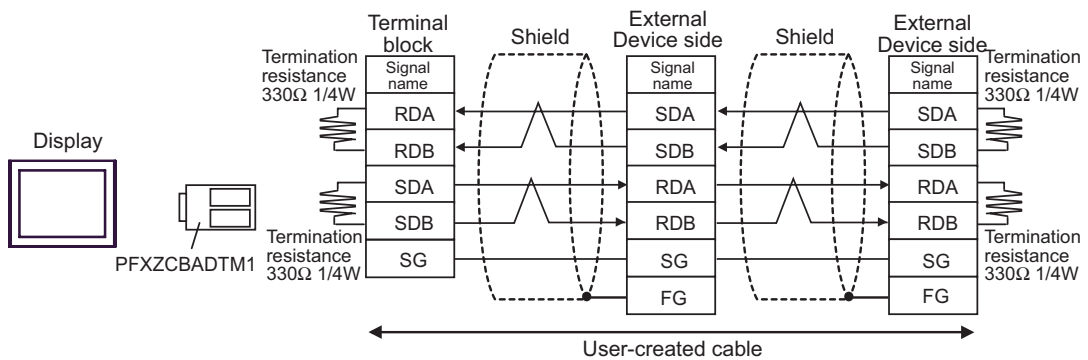 Terminal
block
Shield
External
Device side
Shield
External
Device side
Termination
resistance
330Ω 1/4W
Termination
resistance
330Ω 1/4W
Signal
name
Signal
name
Signal
name
RDA
SDA
SDA
RDB
SDB
SDB
Display
SDA
RDA
RDA
SDB
RDB
RDB
PFXZCBADTM1
Termination
resistance
330Ω 1/4W
Termination
resistance
330Ω 1/4W
SG
SG
SG
FG
FG
User-created cable